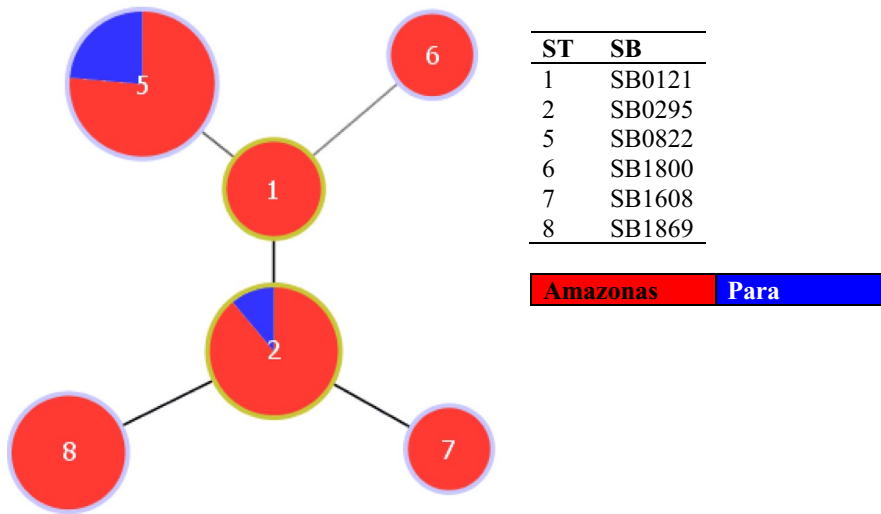 5
6
1
2
8
7
ST SB
1 SB0121
2 SB0295
5 SB0822
6 SB1800
7 SB1608
8 SB1869
Amazonas Para